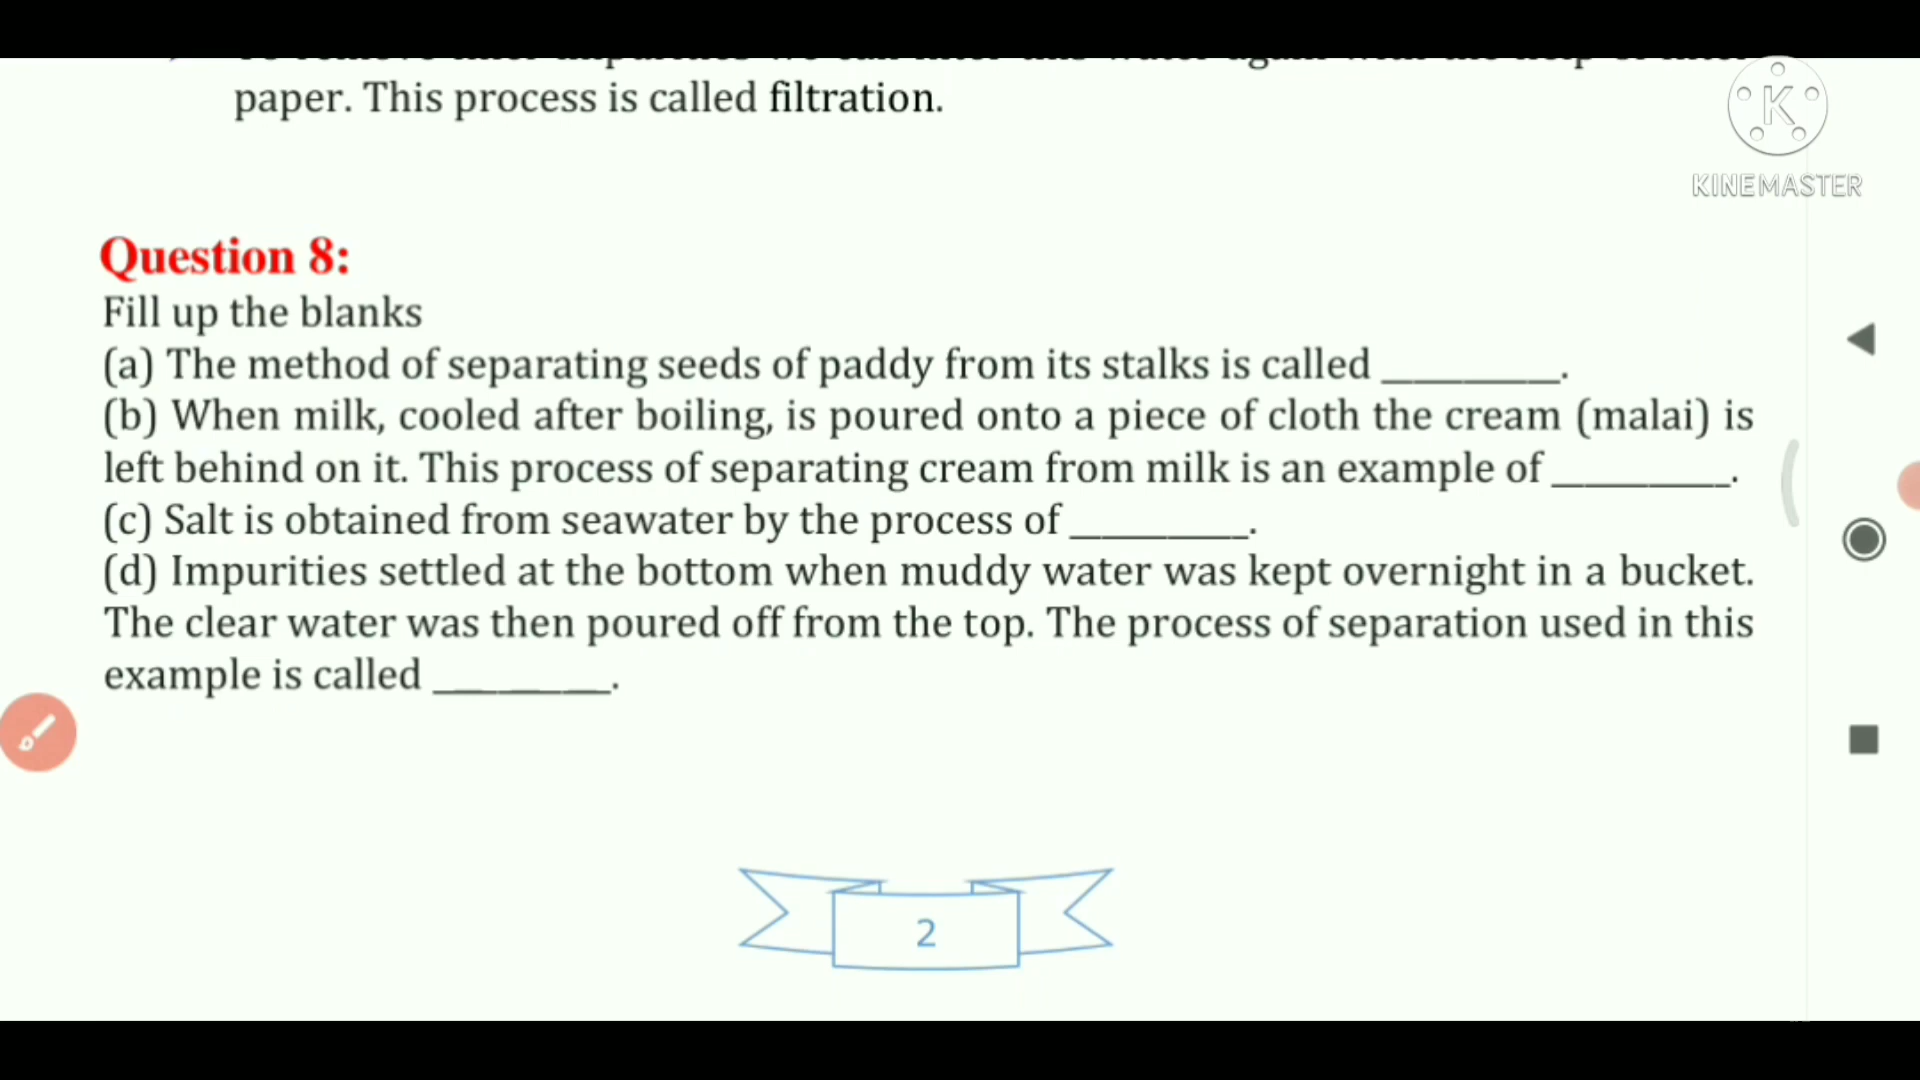 paper. This process is called filtration.
KINEMASTER
Question 8:
Fill up the blanks
(a) The method of separating seeds of paddy from its stalks is called _________.
(b) When milk, cooled after boiling, is poured onto a piece of cloth the cream (malai) is
left behind on it. This process of separating cream from milk is an example of _________.
(c) Salt is obtained from seawater by the process of _________.
(d) Impurities settled at the bottom when muddy water was kept overnight in a bucket.
The clear water was then poured off from the top. The process of separation used in this
example is called _________.
2